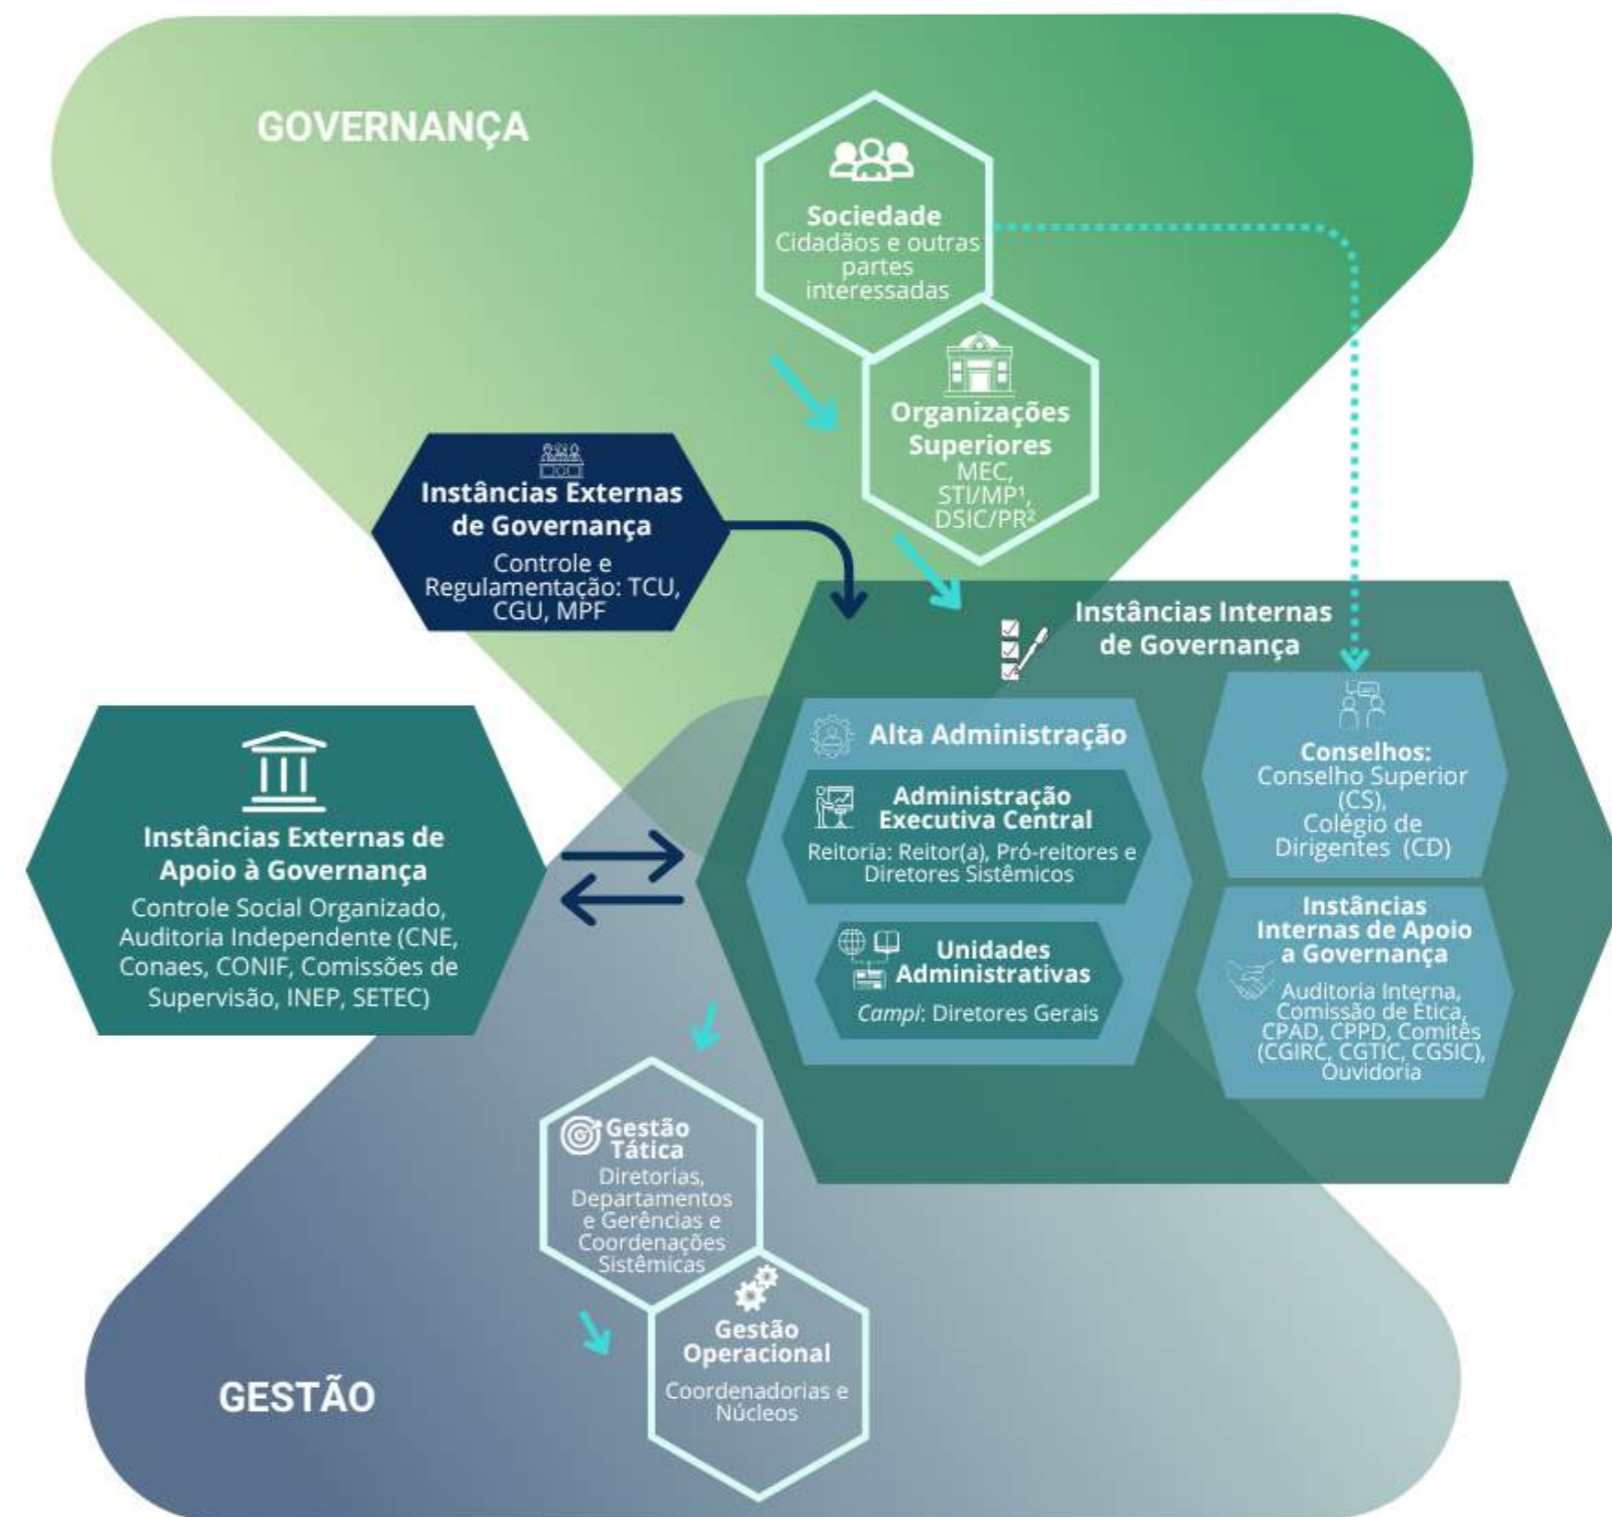 GOVERNANÇA
Sociedade
Cidadãos e outras
partes
interessadas
Organizações
Superiores
MEC,
STI/MP¹,
DSIC/PR²
Instâncias Externas
de Governança
Controle e
Regulamentação: TCU,
CGU, MPF
Instâncias Internas
de Governança
Alta Administração
Administração
Executiva Central
Reitoria: Reitor(a), Pró-reitores e
Diretores Sistêmicos
Unidades
Administrativas
Campi: Diretores Gerais
Conselhos:
Conselho Superior
(CS),
Colégio de
Dirigentes (CD)
Instâncias
Internas de Apoio
a Governança
Auditoria Interna,
Comissão de Ética,
CPAD, CPPD, Comitês
(CGIRC, CGTIC, CGSIC),
Ouvidoria
Instâncias Externas de
Apoio à Governança
Controle Social Organizado,
Auditoria Independente (CNE,
Conaes, CONIF, Comissões de
Supervisão, INEP, SETEC)
Gestão
Tática
Diretorias,
Departamentos
e Gerências e
Coordenações
Sistêmicas
Gestão
Operacional
Coordenadorias e
Núcleos
GESTÃO